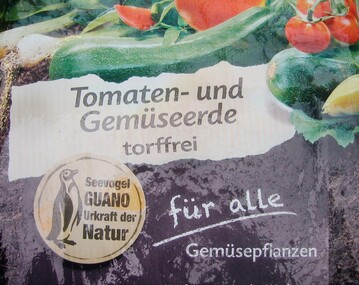 Tomaten- und
Gemüseerde
torffrei
Seevogel
GUANO
Urkraft der
Natur
für alle
Gemüsepflanzen